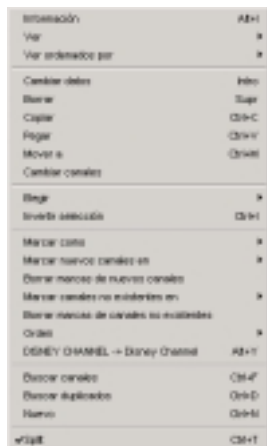 Información Alt+I
Ver
Ver ordenados por
Cambiar datos Intro
Borrar Supr
Copiar Ctrl+C
Pegar Ctrl+V
Mover a Ctrl+M
Cambiar canales
Elegir
Invertir selección Ctrl+I
Marcar como
Marcar nuevos canales en
Borrar marcas de nuevos canales
Marcar canales no existentes en
Borrar marcas de canales no existentes
Orden
DISNEY CHANNEL -> Disney Channel Alt+Y
Buscar canales Ctrl+F
Buscar duplicados Ctrl+D
Nuevo Ctrl+N
Split Ctrl+T